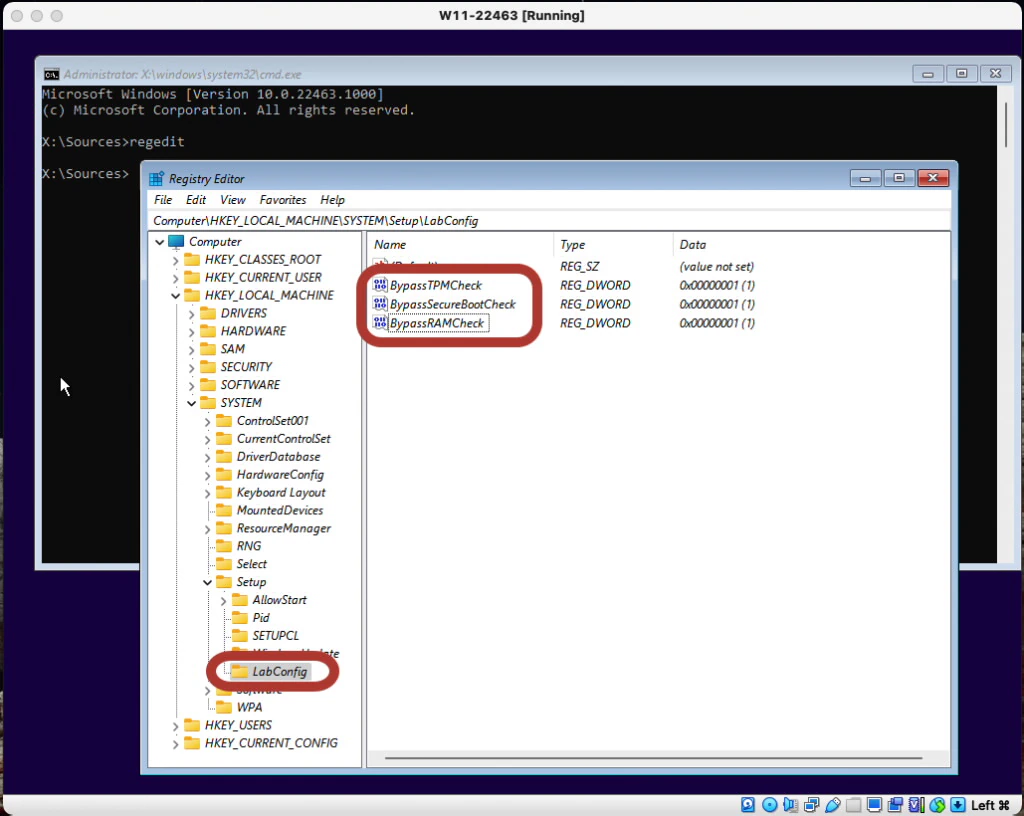 W11-22463 [Running]
Administrator: X:\windows\system32\cmd.exe
Microsoft Windows [Version 10.0.22463.1000]
(c) Microsoft Corporation. All rights reserved.
X:\Sources>regedit
X:\Sources>
Registry Editor
File Edit View Favorites Help
Computer\HKEY_LOCAL_MACHINE\SYSTEM\Setup\LabConfig
Computer
HKEY_CLASSES_ROOT
HKEY_CURRENT_USER
HKEY_LOCAL_MACHINE
DRIVERS
HARDWARE
SAM
SECURITY
SOFTWARE
SYSTEM
ControlSet001
CurrentControlSet
DriverDatabase
HardwareConfig
Keyboard Layout
MountedDevices
ResourceManager
RNG
Select
Setup
AllowStart
Pid
SETUPCL
WindowsUpdate
LabConfig
Software
WPA
HKEY_USERS
HKEY_CURRENT_CONFIG
Name Type Data
(Default) REG_SZ (value not set)
BypassTPMCheck REG_DWORD 0x00000001 (1)
BypassSecureBootCheck REG_DWORD 0x00000001 (1)
BypassRAMCheck REG_DWORD 0x00000001 (1)
Left ⌘